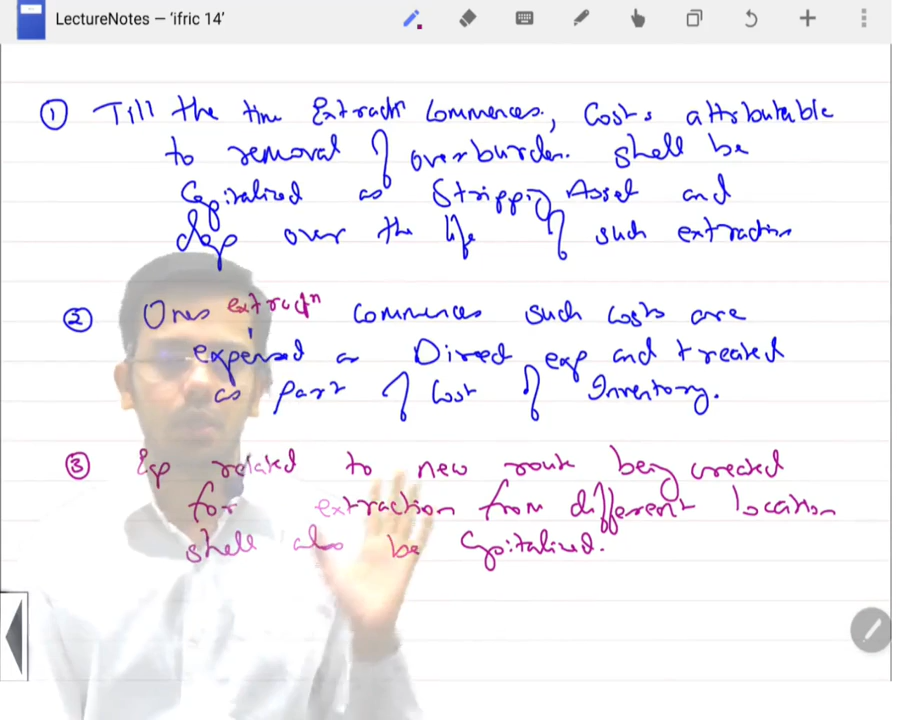 LectureNotes – ‘ifric 14’
① Till the time Extractn Commences, Costs attributable
to removal of overburden. shell be
Capitalized as Stripping Asset and
dep over the life of such extraction
② Ones extractn commences such costs are
expensed as Direct exp and treated
as part of Cost of Inventory.
③ Exp related to new route being created
for extraction from different location
shell also be Capitalized.